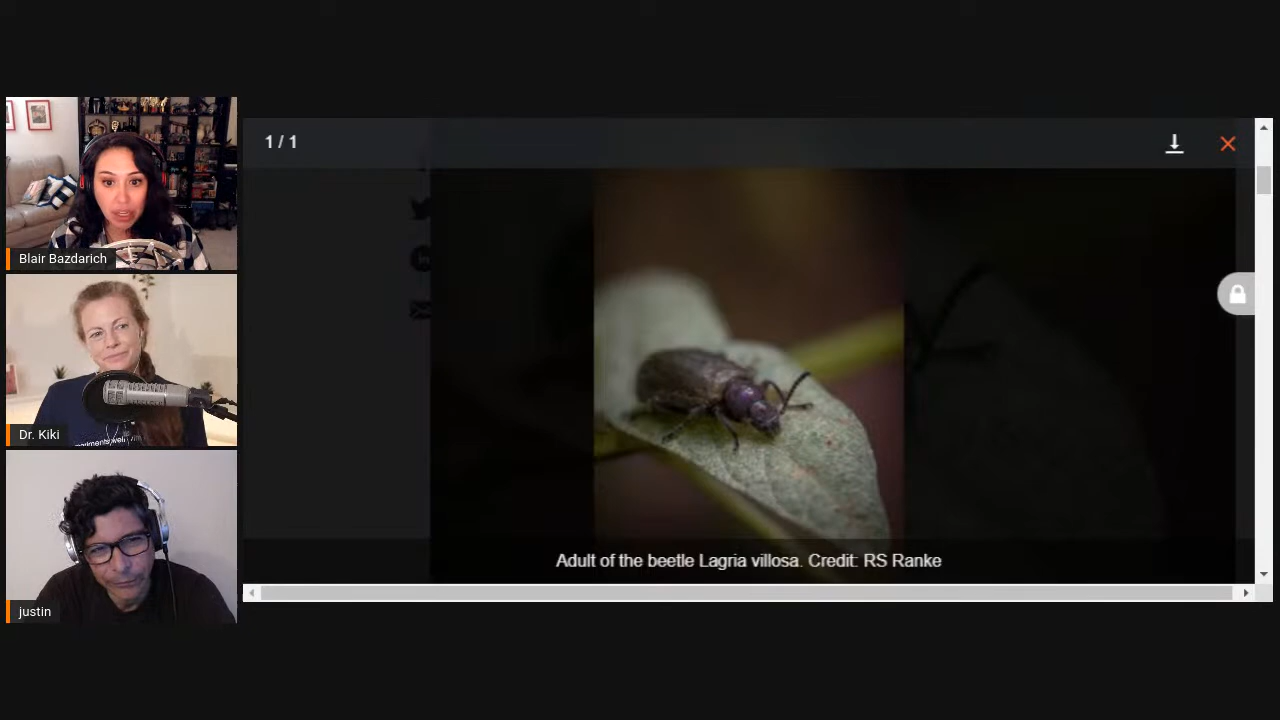 Blair Bazdarich
Dr. Kiki
justin
1 / 1
Adult of the beetle Lagria villosa. Credit: RS Ranke